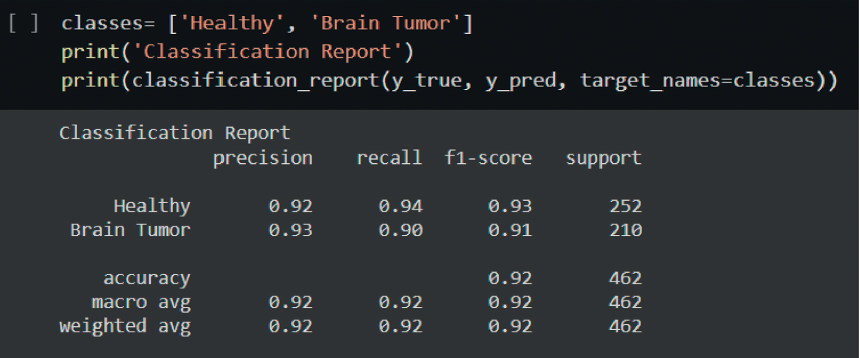 [ ] classes= ['Healthy', 'Brain Tumor']
print('Classification Report')
print(classification_report(y_true, y_pred, target_names=classes))
Classification Report
precision recall f1-score support
Healthy 0.92 0.94 0.93 252
Brain Tumor 0.93 0.90 0.91 210
accuracy 0.92 462
macro avg 0.92 0.92 0.92 462
weighted avg 0.92 0.92 0.92 462